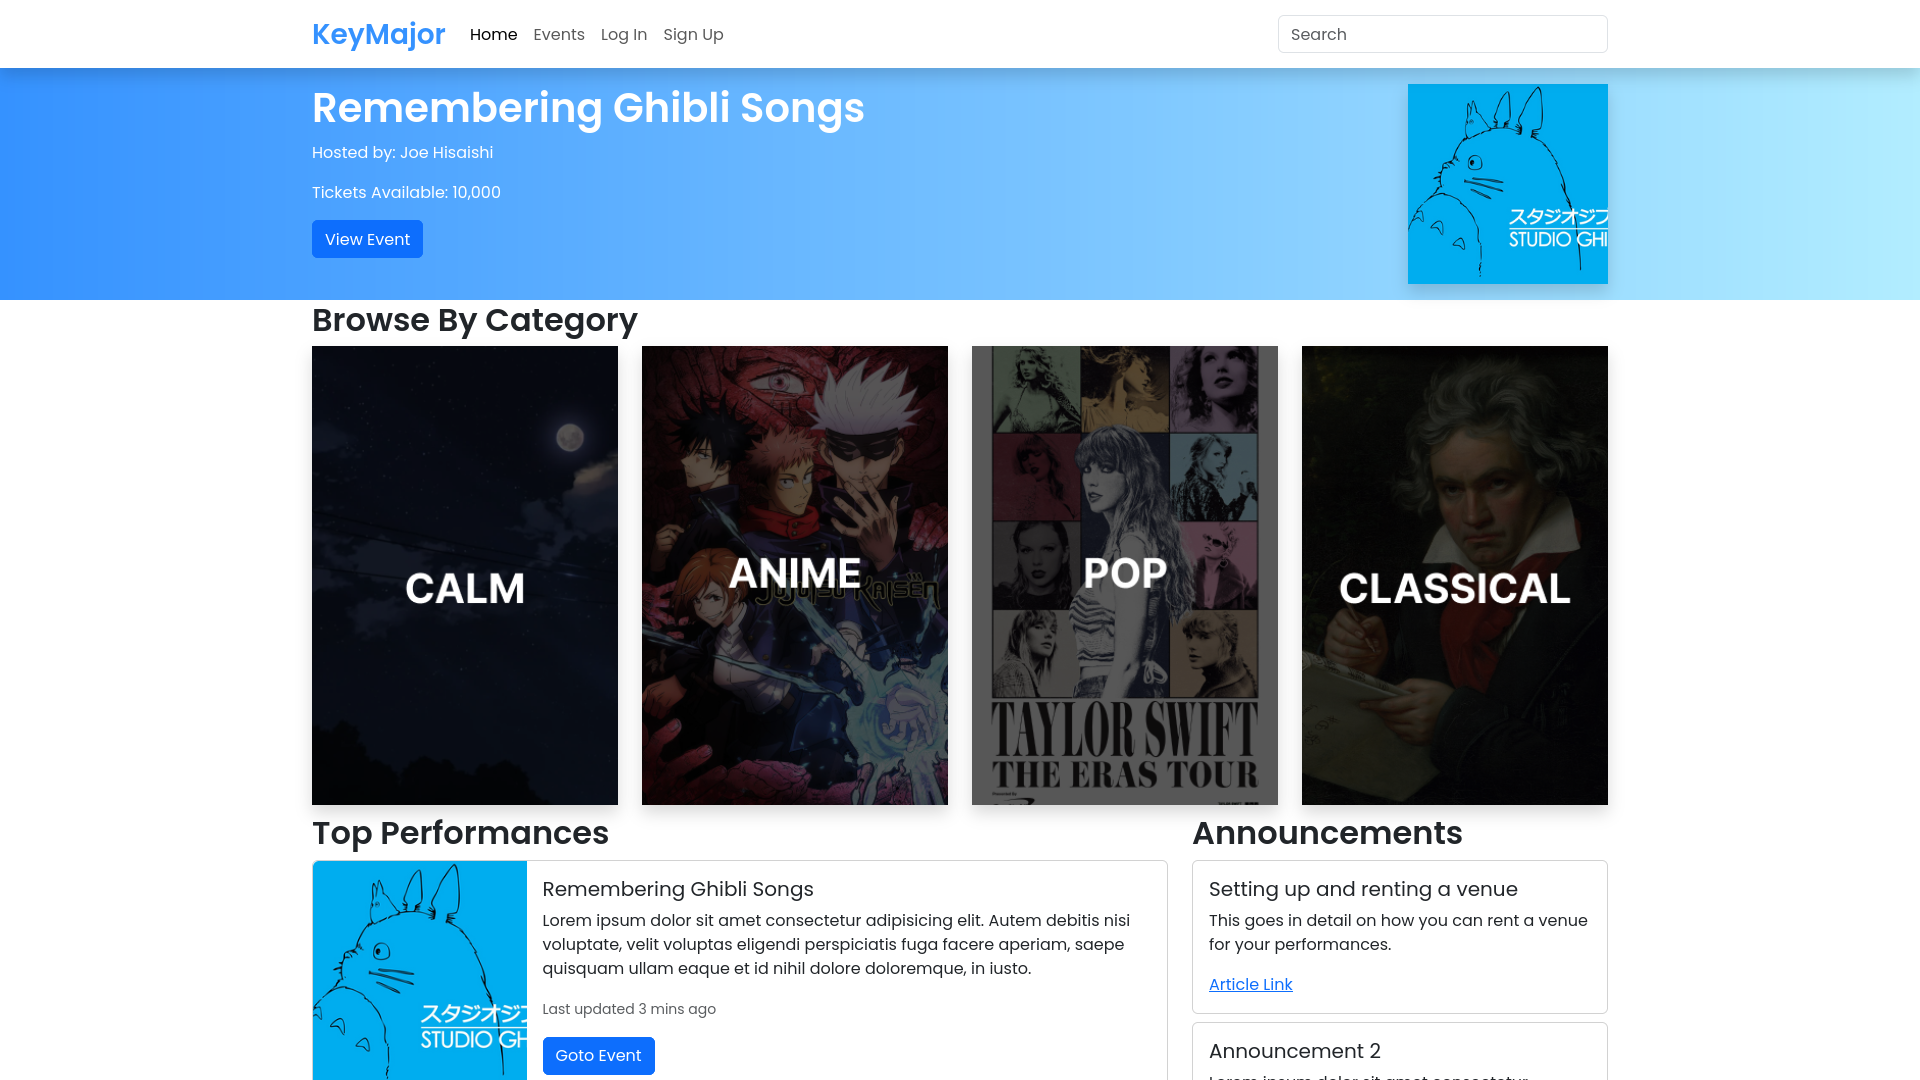 KeyMajor
Home
Events
Log In
Sign Up
Search
Remembering Ghibli Songs
Hosted by: Joe Hisaishi
Tickets Available: 10,000
View Event
スタジオジブ
STUDIO GHI
Browse By Category
CALM
ANIME
JUJUTSU KAISEN
POP
TAYLOR SWIFT
THE ERAS TOUR
CLASSICAL
Top Performances
スタジオジブ
STUDIO GH
Remembering Ghibli Songs
Lorem ipsum dolor sit amet consectetur adipisicing elit. Autem debitis nisi
voluptate, velit voluptas eligendi perspiciatis fuga facere aperiam, saepe
quisquam ullam eaque et id nihil dolore doloremque, in iusto.
Last updated 3 mins ago
Goto Event
Announcements
Setting up and renting a venue
This goes in detail on how you can rent a venue
for your performances.
Article Link
Announcement 2
Lorem ipsum dolor sit amet consectetur